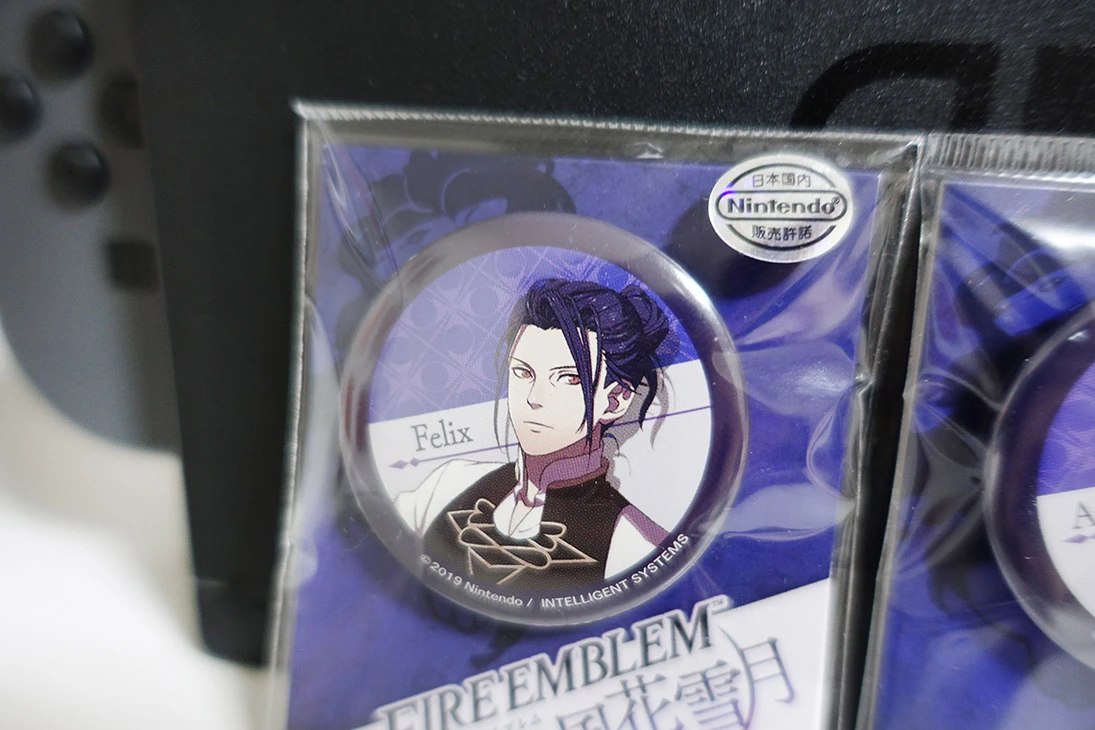 日本国内
Nintendo®
販売許諾
Felix
©2019 Nintendo / INTELLIGENT SYSTEMS
FIRE EMBLEM™
風花雪月
A